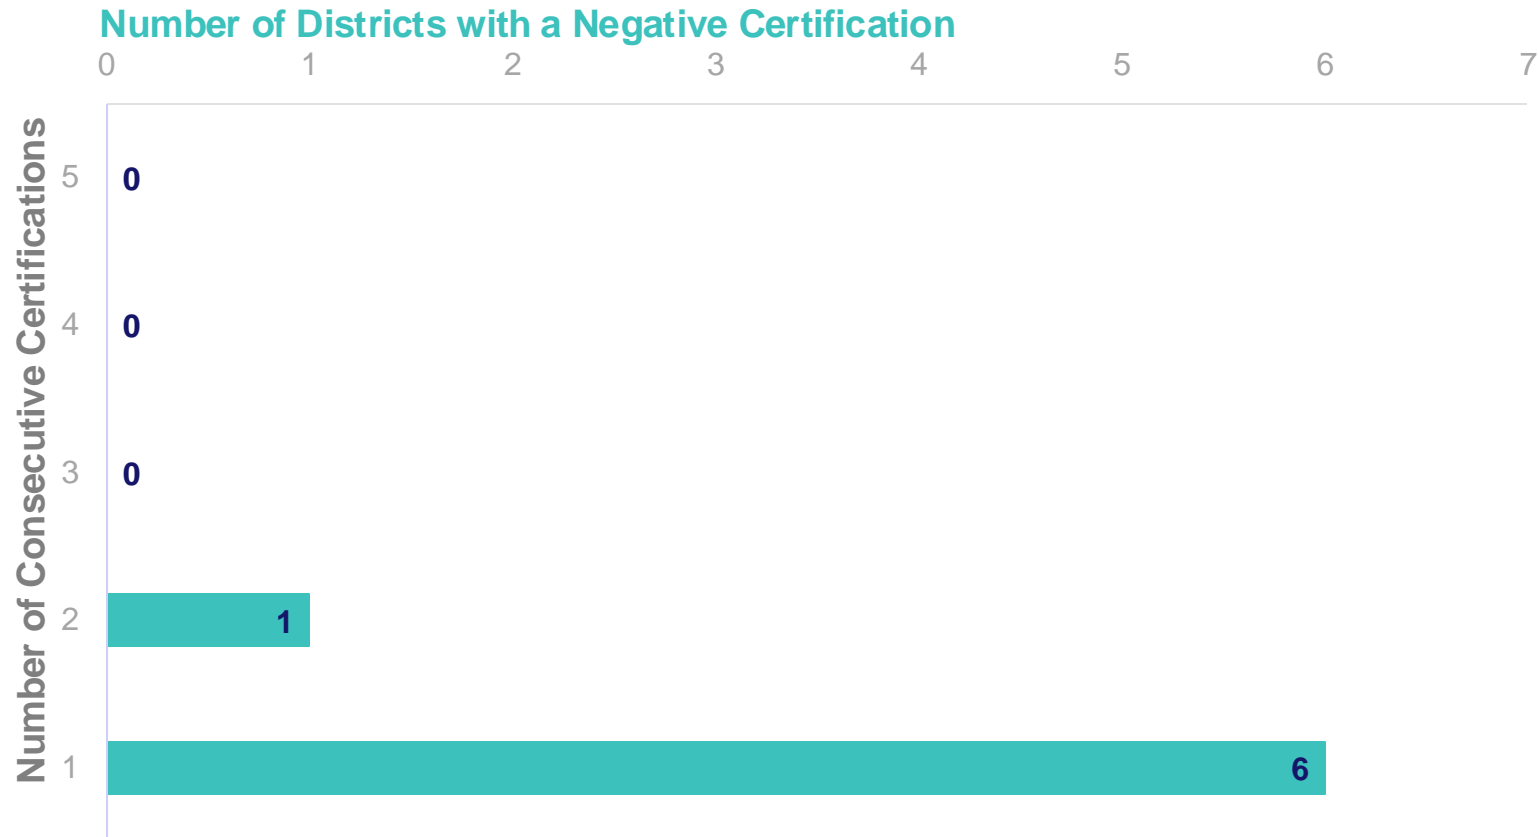 Number of Districts with a Negative Certification
0 1 2 3 4 5 6 7
Number of Consecutive Certifications
5 0
4 0
3 0
2 1
1 6